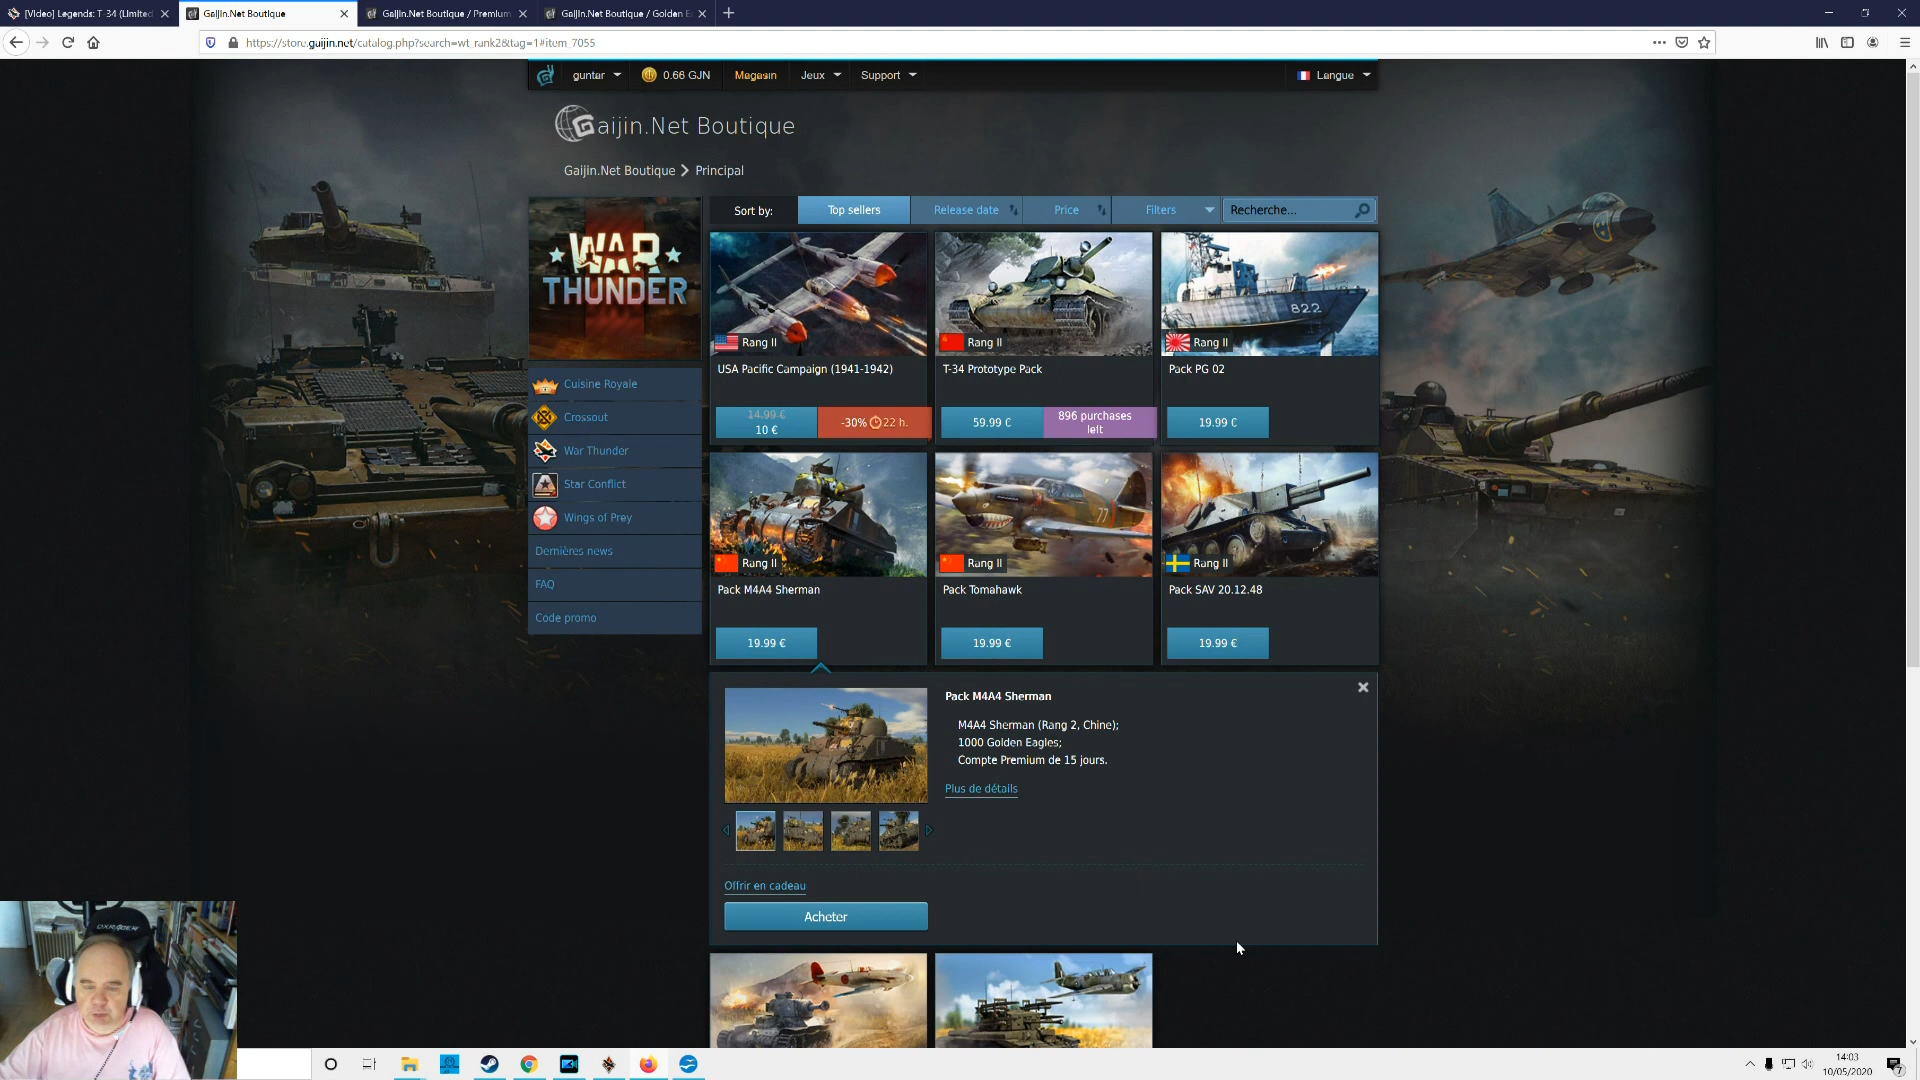 [Video] Legends: T-34 (Limited
Gaijin.Net Boutique
Gaijin.Net Boutique / Premium
Gaijin.Net Boutique / Golden E
https://store.gaijin.net/catalog.php?search=wt_rank2&tag=1#item_7055
guntar
0.66 GJN
Magasin
Jeux
Support
Langue
Gaijin.Net Boutique
Gaijin.Net Boutique
Principal
WAR
THUNDER
Sort by:
Top sellers
Release date
Price
Filters
Recherche...
Cuisine Royale
Crossout
War Thunder
Star Conflict
Wings of Prey
Dernières news
FAQ
Code promo
Rang II
USA Pacific Campaign (1941-1942)
14.99 €
10 €
-30%
22 h.
Rang II
T-34 Prototype Pack
59.99 €
896 purchases
left
822
Rang II
Pack PG 02
19.99 €
Rang II
Pack M4A4 Sherman
19.99 €
77
Rang II
Pack Tomahawk
19.99 €
Rang II
Pack SAV 20.12.48
19.99 €
Pack M4A4 Sherman
M4A4 Sherman (Rang 2, Chine);
1000 Golden Eagles;
Compte Premium de 15 jours.
Plus de détails
Offrir en cadeau
Acheter
DXRACER
14:03
10/05/2020
7